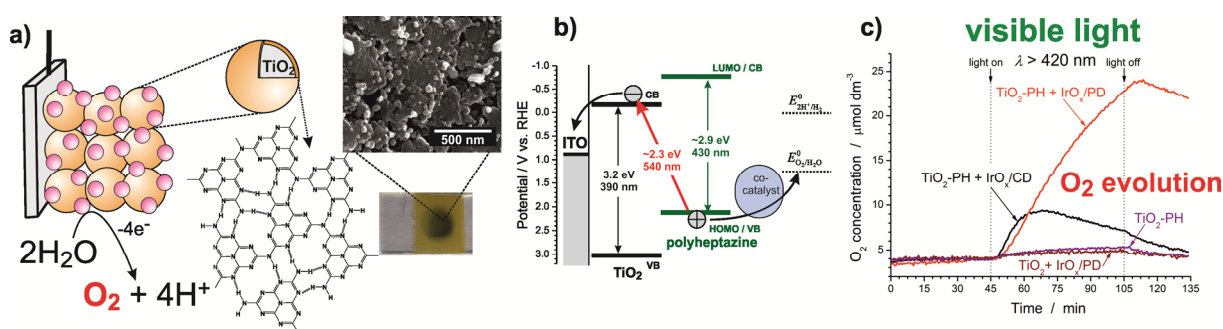 a)
TiO2
500 nm
2H2O
-4e-
O2 + 4H+
b)
Potential / V vs. RHE
-1.0
-0.5
0.0
0.5
1.0
1.5
2.0
2.5
3.0
ITO
CB
3.2 eV
390 nm
VB
TiO2
LUMO / CB
~2.3 eV
540 nm
~2.9 eV
430 nm
HOMO / VB
polyheptazine
co-
catalyst
E0 2H+/H2
E0 O2/H2O
c)
visible light
λ > 420 nm
light on
light off
TiO2-PH + IrOx/PD
TiO2-PH + IrOx/CD
O2 evolution
TiO2-PH
TiO2 + IrOx/PD
O2 concentration / μmol dm-3
25
20
15
10
5
0
0 15 30 45 60 75 90 105 120 135
Time / min